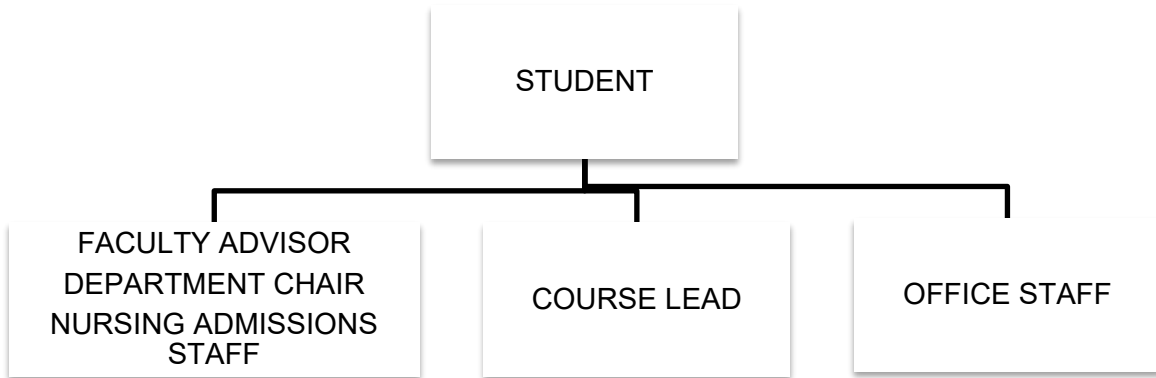 STUDENT
FACULTY ADVISOR
DEPARTMENT CHAIR
NURSING ADMISSIONS
STAFF
COURSE LEAD
OFFICE STAFF